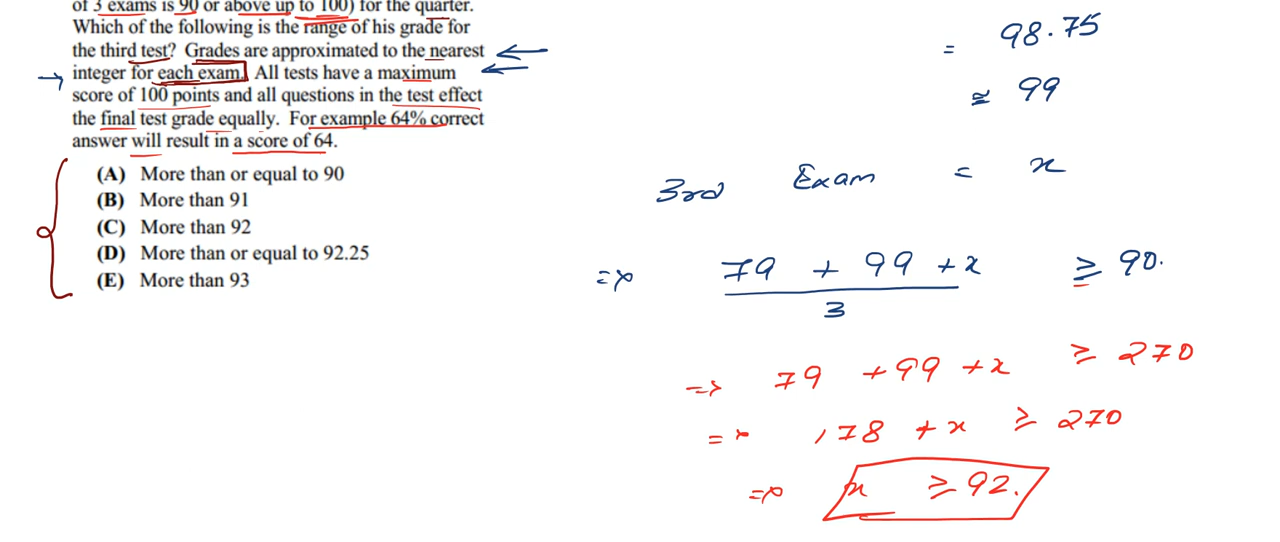 of 3 exams is 90 or above up to 100) for the quarter.
Which of the following is the range of his grade for
the third test? Grades are approximated to the nearest
integer for each exam. All tests have a maximum
score of 100 points and all questions in the test effect
the final test grade equally. For example 64% correct
answer will result in a score of 64.
(A) More than or equal to 90
(B) More than 91
(C) More than 92
(D) More than or equal to 92.25
(E) More than 93
= 98.75
≅ 99
3rd Exam = x
=> 79 + 99 + x ≥ 90.
3
=> 79 + 99 + x ≥ 270
=> 178 + x ≥ 270
=> x ≥ 92.